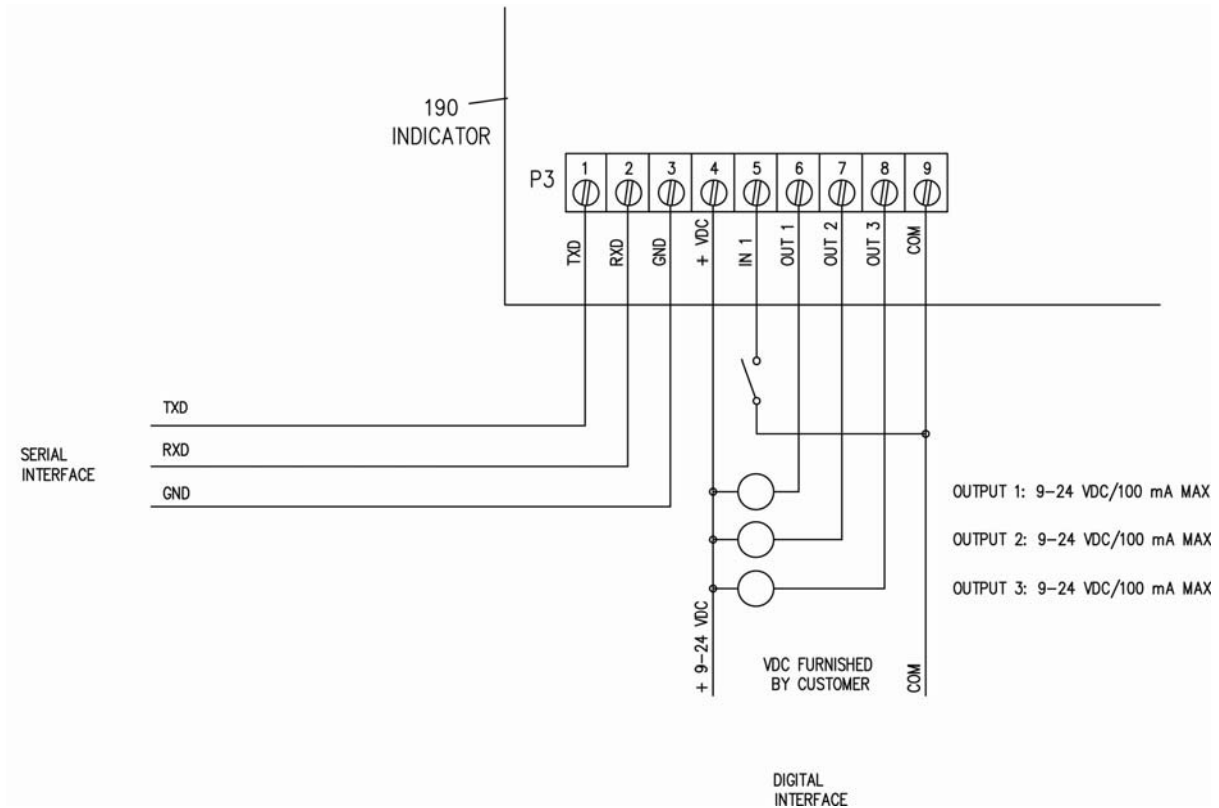 190
INDICATOR
P3
1 2 3 4 5 6 7 8 9
TXD
RXD
GND
+ VDC
IN 1
OUT 1
OUT 2
OUT 3
COM
SERIAL
INTERFACE
TXD
RXD
GND
OUTPUT 1: 9-24 VDC/100 mA MAX
OUTPUT 2: 9-24 VDC/100 mA MAX
OUTPUT 3: 9-24 VDC/100 mA MAX
+ 9-24 VDC
VDC FURNISHED
BY CUSTOMER
COM
DIGITAL
INTERFACE